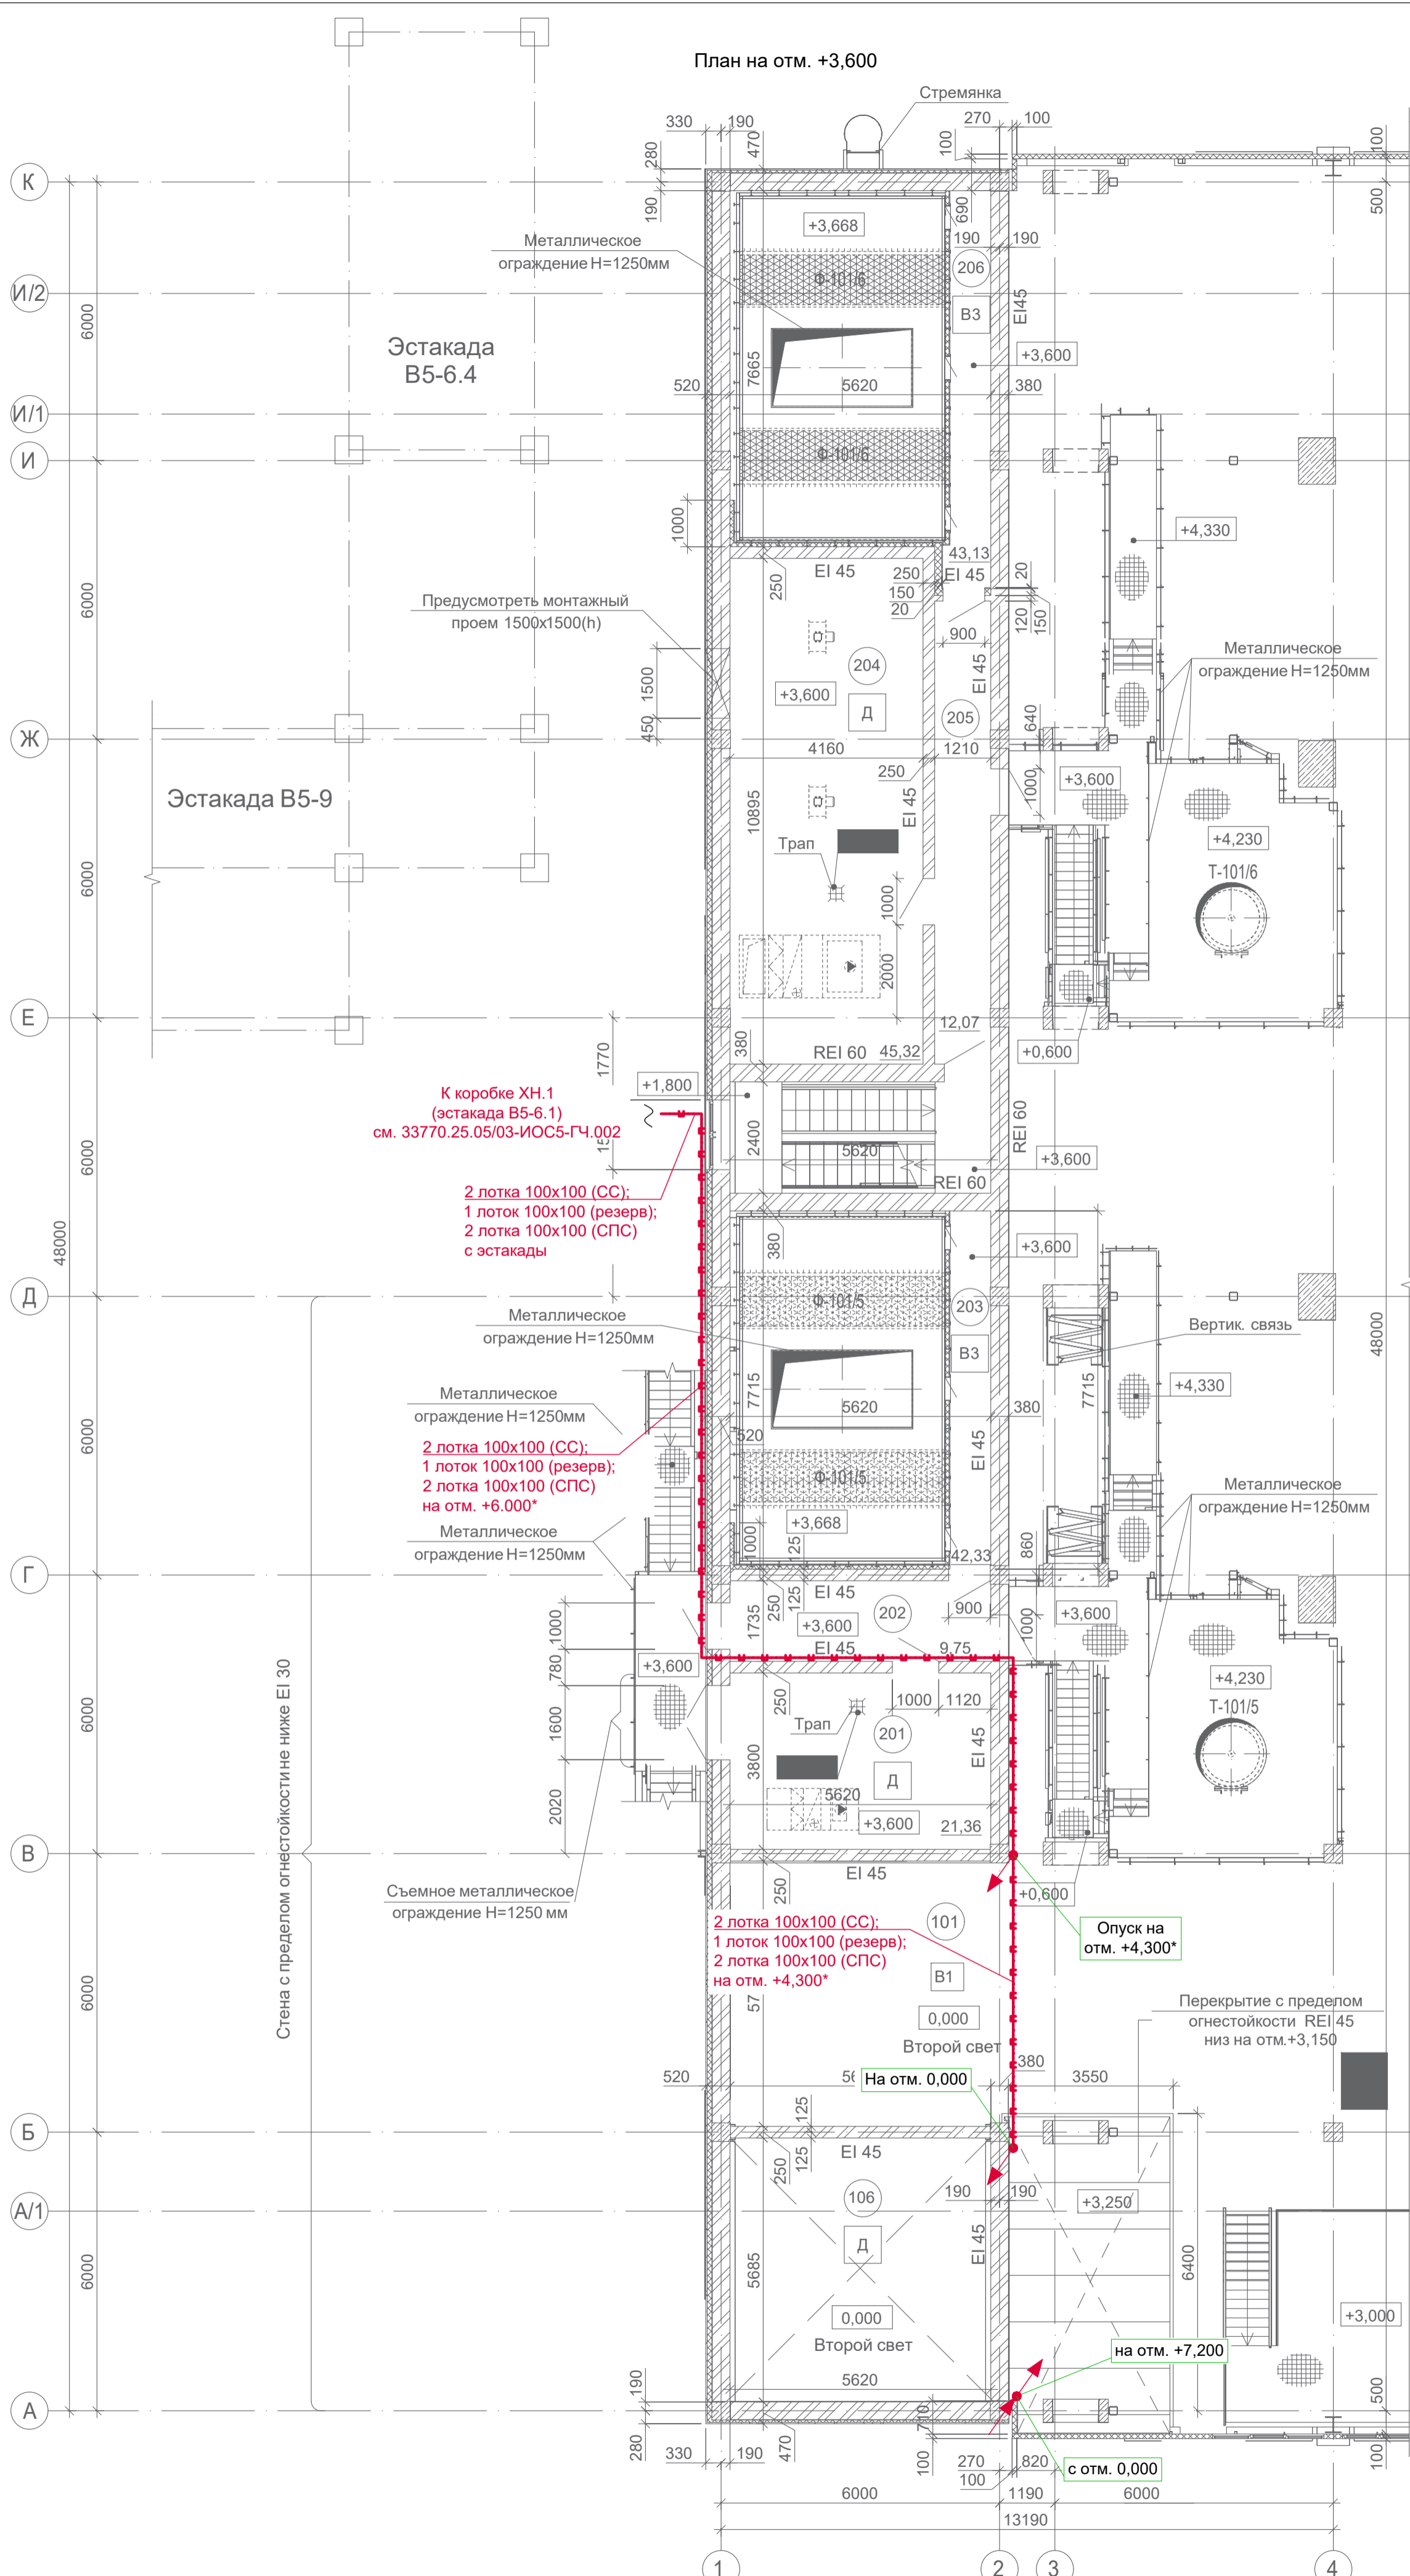 План на отм. +3,600
Стремянка
330
190
470
270
100
100
100
280
К
190
690
500
+3,668
Металлическое
ограждение Н=1250мм
190
190
206
Ф-101/6
И/2
В3
EI45
6000
Эстакада
В5-6.4
+3,600
7665
520
5620
380
И/1
Ф-101/6
И
1000
+4,330
43,13
EI 45
250
250
EI 45
20
150
20
120
150
Предусмотреть монтажный
проем 1500х1500(h)
6000
900
Металлическое
ограждение Н=1250мм
204
EI 45
1500
+3,600
Д
205
450
640
Ж
4160
1210
250
+3,600
1000
Эстакада В5-9
10895
EI 45
+4,230
Трап
Т-101/6
6000
1000
2000
Е
12,07
380
REI 60
45,32
+0,600
1770
+1,800
К коробке ХН.1
(эстакада В5-6.1)
см. 33770.25.05/03-ИОС5-ГЧ.002
REI 60
2400
5620
+3,600
6000
REI 60
2 лотка 100х100 (СС);
1 лоток 100х100 (резерв);
2 лотка 100х100 (СПС)
с эстакады
48000
380
+3,600
Д
Ф-101/5
203
Металлическое
ограждение Н=1250мм
Вертик. связь
48000
В3
7715
7715
+4,330
Металлическое
ограждение Н=1250мм
5620
380
6000
520
2 лотка 100х100 (СС);
1 лоток 100х100 (резерв);
2 лотка 100х100 (СПС)
на отм. +6.000*
EI 45
Ф-101/5
Металлическое
ограждение Н=1250мм
+3,668
Металлическое
ограждение Н=1250мм
1000
125
42,33
860
Г
EI 45
250
125
202
900
+3,600
1735
+3,600
1000
1000
EI 45
9,75
780
+3,600
+4,230
250
1000
1120
Т-101/5
Стена с пределом огнестойкости не ниже EI 30
6000
1600
Трап
201
EI 45
3800
Д
5620
2020
+3,600
21,36
В
EI 45
250
+0,600
Съемное металлическое
ограждение Н=1250 мм
2 лотка 100х100 (СС);
1 лоток 100х100 (резерв);
2 лотка 100х100 (СПС)
на отм. +4,300*
101
Опуск на
отм. +4,300*
В1
6000
0,000
Перекрытие с пределом
огнестойкости REI 45
низ на отм.+3,150
Второй свет
380
520
На отм. 0,000
3550
125
Б
EI 45
250
125
106
190
190
+3,250
А/1
Д
EI 45
5685
6400
6000
0,000
+3,000
Второй свет
на отм. +7,200
5620
190
500
А
710
280
330
190
470
100
270
820
100
с отм. 0,000
100
6000
1190
6000
13190
1
2
3
4